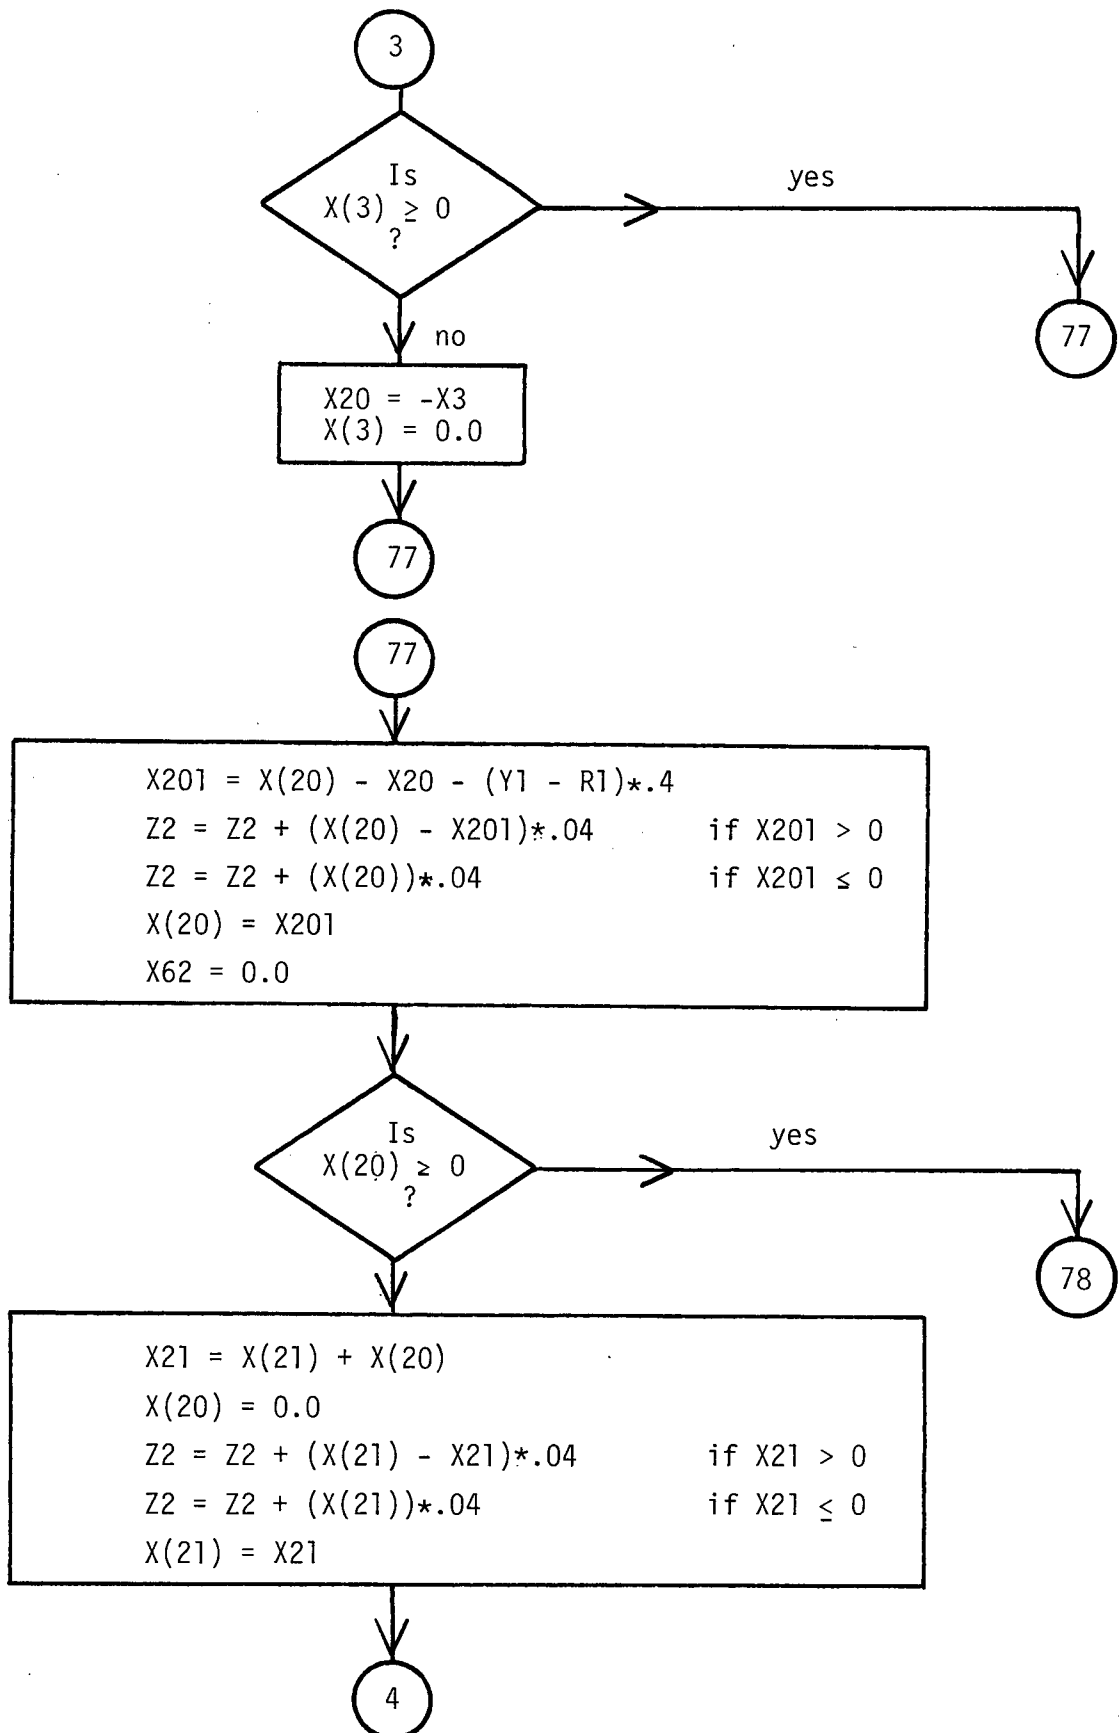 3
Is
X(3) ≥ 0
?
yes
77
no
X20 = -X3
X(3) = 0.0
77
77
X201 = X(20) - X20 - (Y1 - R1)*.4
Z2 = Z2 + (X(20) - X201)*.04 if X201 > 0
Z2 = Z2 + (X(20))*.04 if X201 ≤ 0
X(20) = X201
X62 = 0.0
Is
X(20) ≥ 0
?
yes
78
X21 = X(21) + X(20)
X(20) = 0.0
Z2 = Z2 + (X(21) - X21)*.04 if X21 > 0
Z2 = Z2 + (X(21))*.04 if X21 ≤ 0
X(21) = X21
4